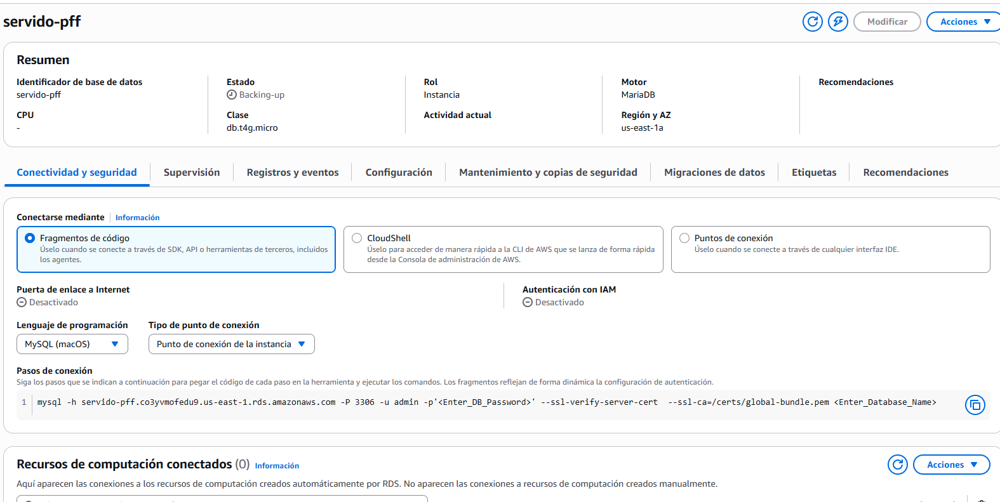 servido-pff
Modificar
Acciones
Resumen
Identificador de base de datos
servido-pff
Estado
Backing-up
Rol
Instancia
Motor
MariaDB
Recomendaciones
CPU
-
Clase
db.t4g.micro
Actividad actual
Región y AZ
us-east-1a
Conectividad y seguridad
Supervisión
Registros y eventos
Configuración
Mantenimiento y copias de seguridad
Migraciones de datos
Etiquetas
Recomendaciones
Conectarse mediante
Información
Fragmentos de código
Úselo cuando se conecte a través de SDK, API o herramientas de terceros, incluidos
los agentes.
CloudShell
Úselo para acceder de manera rápida a la CLI de AWS que se lanza de forma rápida
desde la Consola de administración de AWS.
Puntos de conexión
Úselo cuando se conecte a través de cualquier interfaz IDE.
Puerta de enlace a Internet
Desactivado
Autenticación con IAM
Desactivado
Lenguaje de programación
MySQL (macOS)
Tipo de punto de conexión
Punto de conexión de la instancia
Pasos de conexión
Siga los pasos que se indican a continuación para pegar el código de cada paso en la herramienta y ejecutar los comandos. Los fragmentos reflejan de forma dinámica la configuración de autenticación.
1 mysql -h servido-pff.co3yvmofedu9.us-east-1.rds.amazonaws.com -P 3306 -u admin -p'<Enter_DB_Password>' --ssl-verify-server-cert  --ssl-ca=/certs/global-bundle.pem <Enter_Database_Name>
Recursos de computación conectados (0)
Información
Acciones
Aquí aparecen las conexiones a los recursos de computación creados automáticamente por RDS. No aparecen las conexiones a recursos de computación creados manualmente.